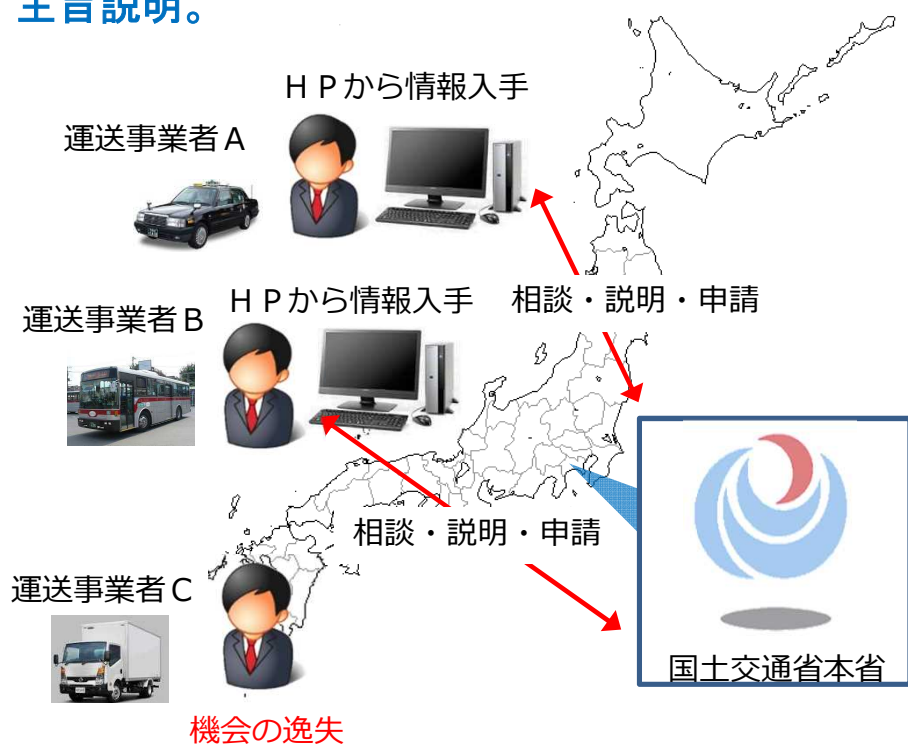 主旨説明。
ＨＰから情報入手
運送事業者Ａ
ＨＰから情報入手
相談・説明・申請
運送事業者Ｂ
相談・説明・申請
運送事業者Ｃ
国土交通省本省
機会の逸失